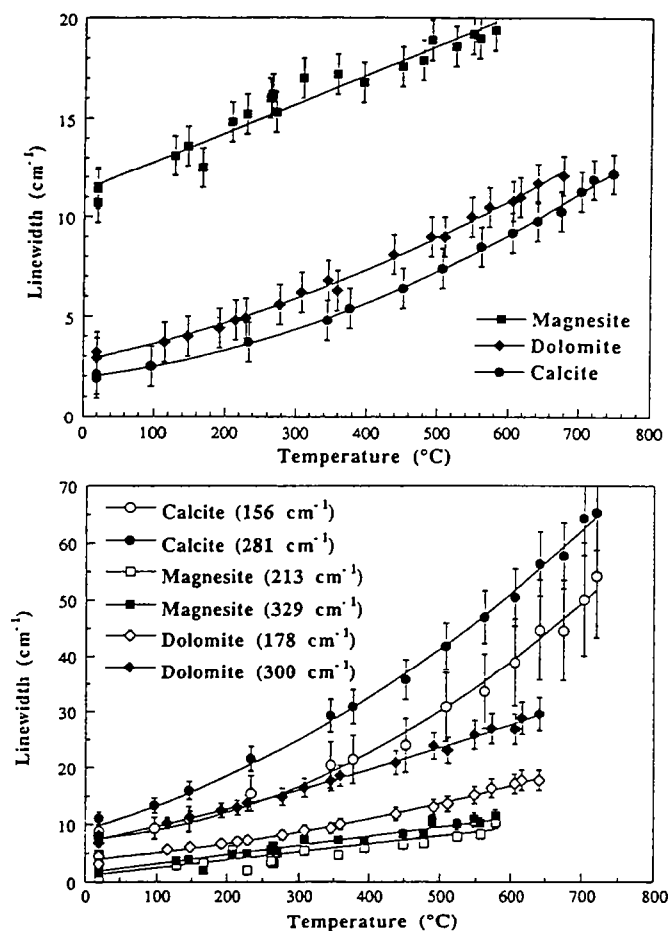 20
15
10
5
0
Linewidth (cm⁻¹)
Magnesite
Dolomite
Calcite
0 100 200 300 400 500 600 700 800
Temperature (°C)
70
60
50
40
30
20
10
0
Linewidth (cm⁻¹)
Calcite (156 cm⁻¹)
Calcite (281 cm⁻¹)
Magnesite (213 cm⁻¹)
Magnesite (329 cm⁻¹)
Dolomite (178 cm⁻¹)
Dolomite (300 cm⁻¹)
0 100 200 300 400 500 600 700 800
Temperature (°C)